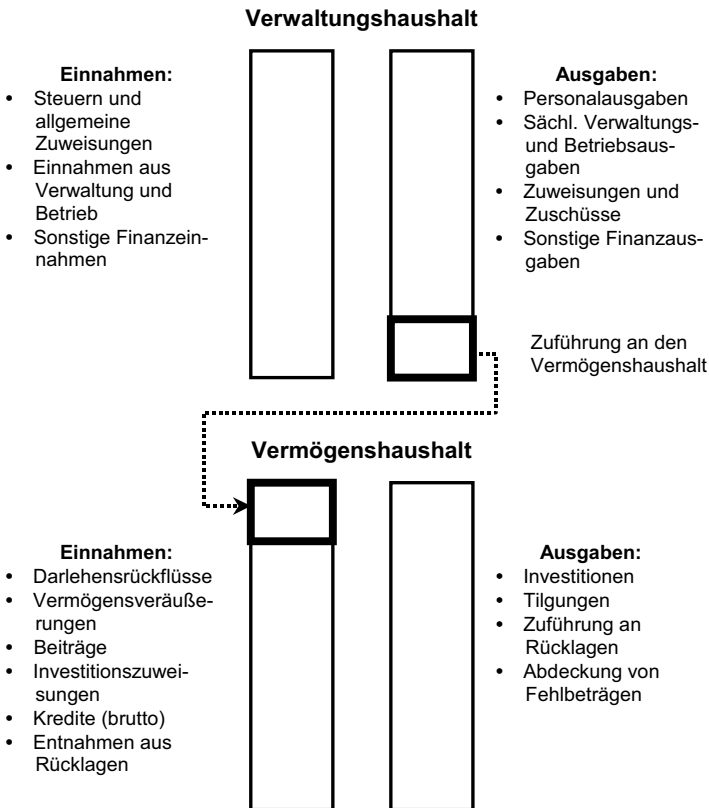 Verwaltungshaushalt
Einnahmen:
• Steuern und
allgemeine
Zuweisungen
• Einnahmen aus
Verwaltung und
Betrieb
• Sonstige Finanzein-
nahmen
Ausgaben:
• Personalausgaben
• Sächl. Verwaltungs-
und Betriebsaus-
gaben
• Zuweisungen und
Zuschüsse
• Sonstige Finanzaus-
gaben
Zuführung an den
Vermögenshaushalt
Vermögenshaushalt
Einnahmen:
• Darlehensrückflüsse
• Vermögensveräuße-
rungen
• Beiträge
• Investitionszuwei-
sungen
• Kredite (brutto)
• Entnahmen aus
Rücklagen
Ausgaben:
• Investitionen
• Tilgungen
• Zuführung an
Rücklagen
• Abdeckung von
Fehlbeträgen